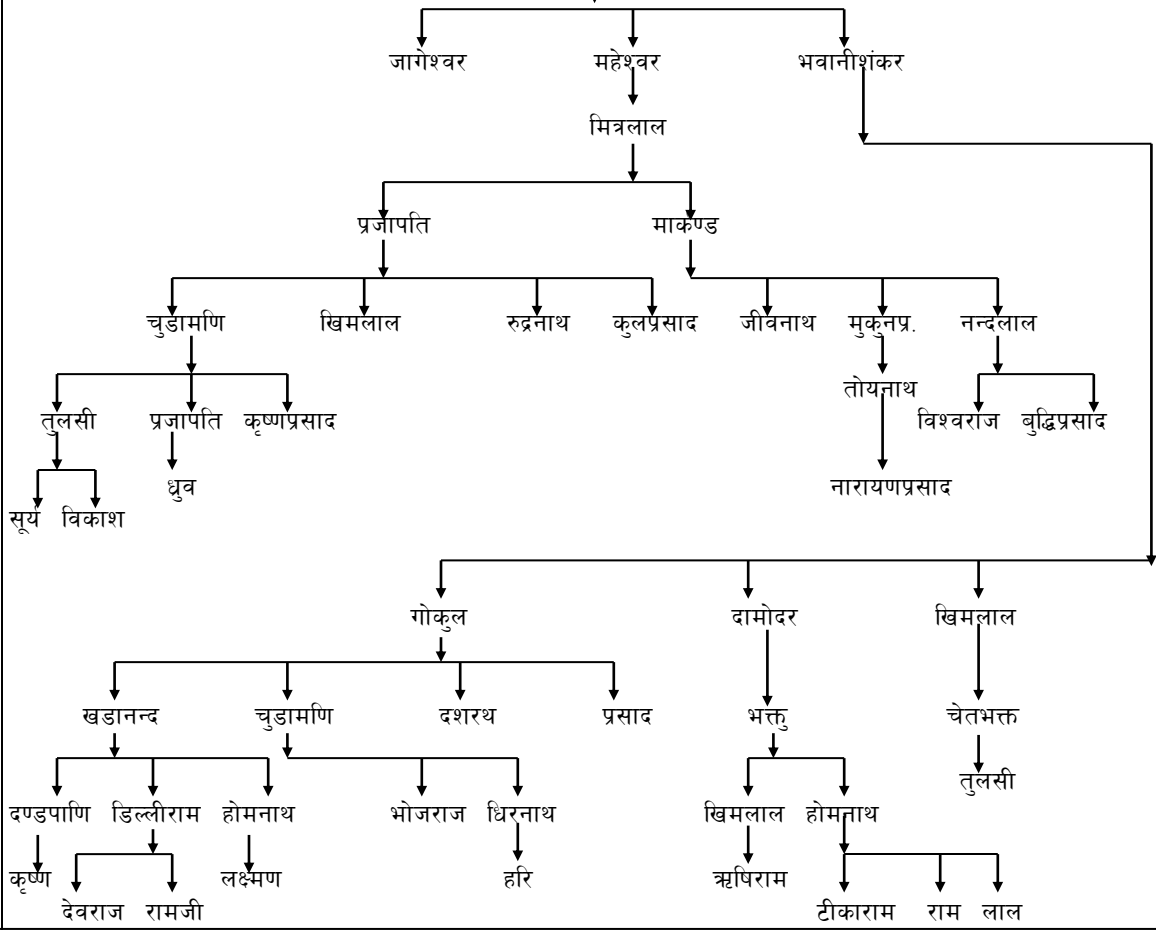 जागेश्वर महेश्वर भवानीशंकर
मित्रलाल
प्रजापति माकण्ड
चुडामणि खिमलाल रुद्रनाथ कुलप्रसाद जीवनाथ मुकुनप्र. नन्दलाल
तोयनाथ
तुलसी प्रजापति कृष्णप्रसाद विश्वराज बुद्धिप्रसाद
ध्रुव नारायणप्रसाद
सूर्य विकाश
गोकुल दामोदर खिमलाल
खडानन्द चुडामणि दशरथ प्रसाद भक्तु चेतभक्त
तुलसी
दण्डपाणि डिल्लीराम होमनाथ भोजराज धिरनाथ खिमलाल होमनाथ
कृष्ण लक्ष्मण हरि ऋषिराम
देवराज रामजी टीकाराम राम लाल